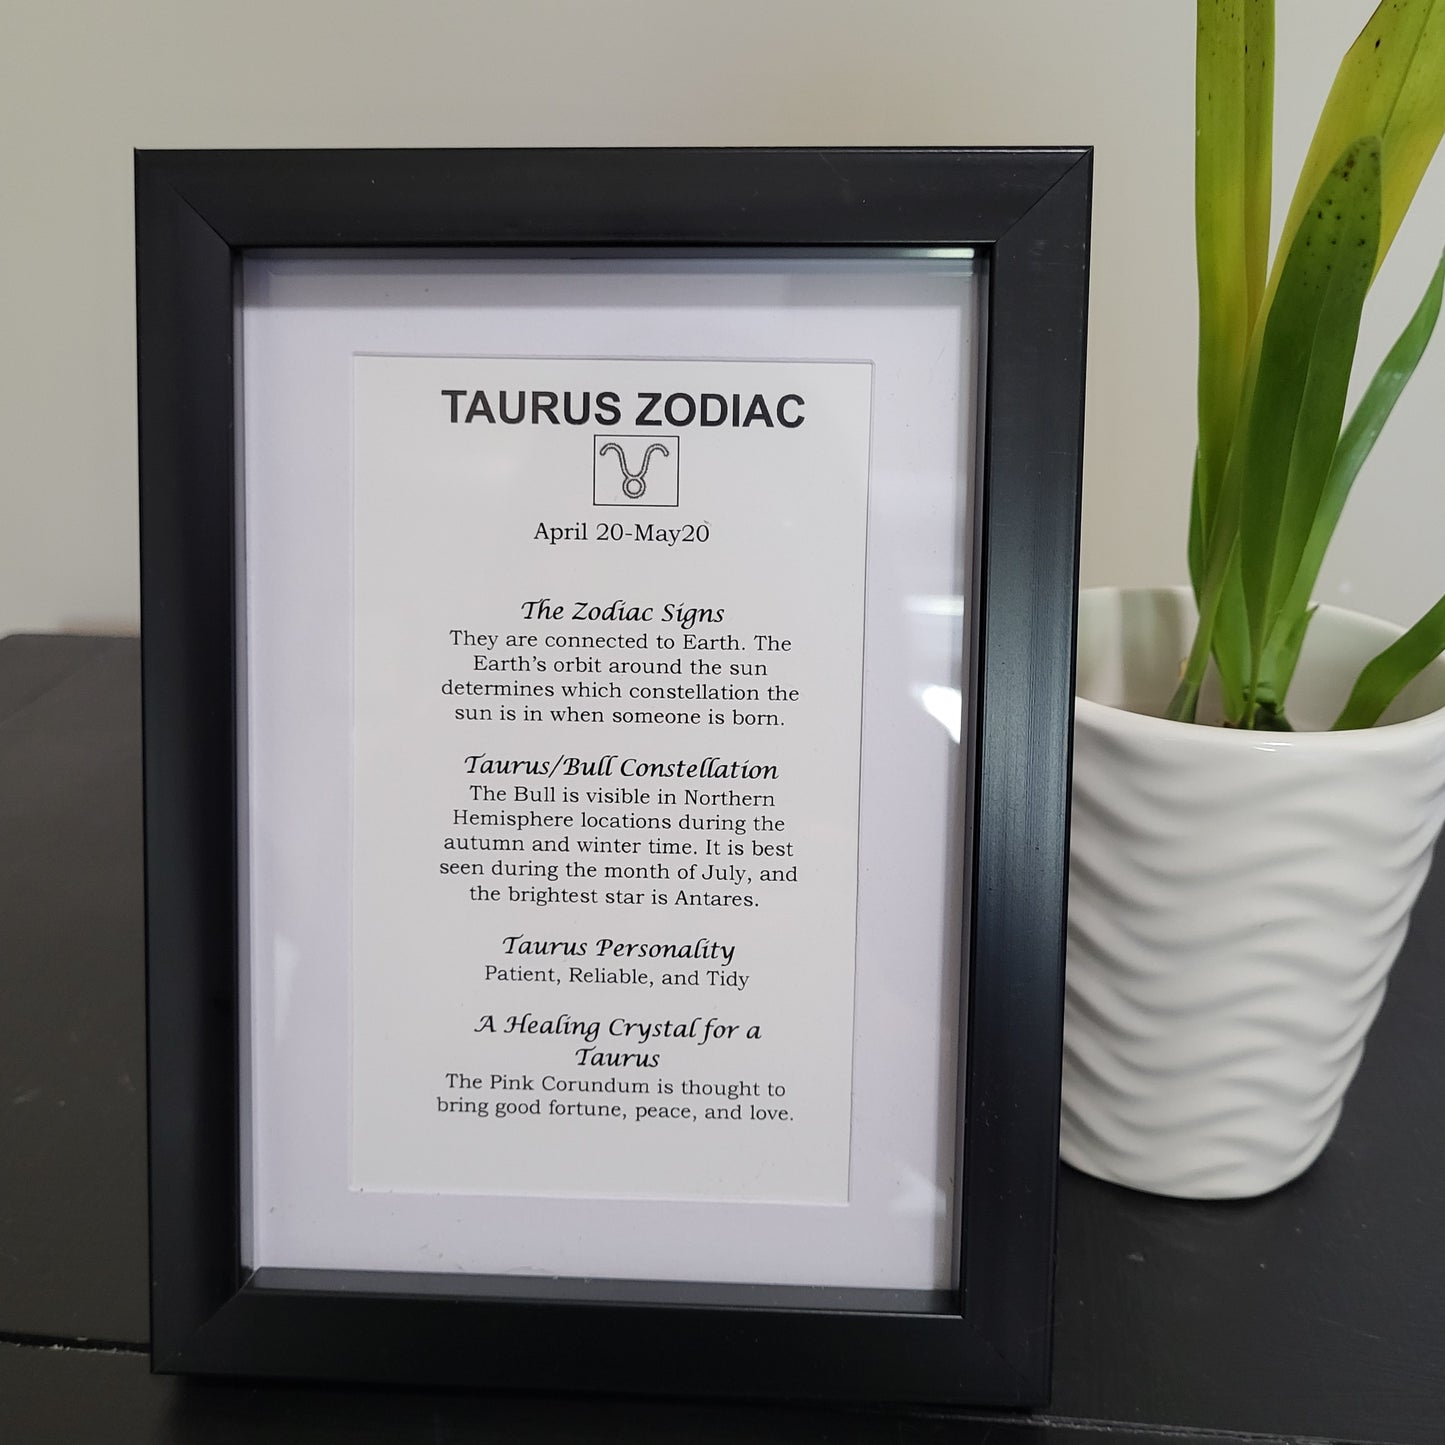 TAURUS ZODIAC
April 20-May20
The Zodiac Signs
They are connected to Earth. The
Earth's orbit around the sun
determines which constellation the
sun is in when someone is born.
Taurus/Bull Constellation
The Bull is visible in Northern
Hemisphere locations during the
autumn and winter time. It is best
seen during the month of July, and
the brightest star is Antares.
Taurus Personality
Patient, Reliable, and Tidy
A Healing Crystal for a
Taurus
The Pink Corundum is thought to
bring good fortune, peace, and love.